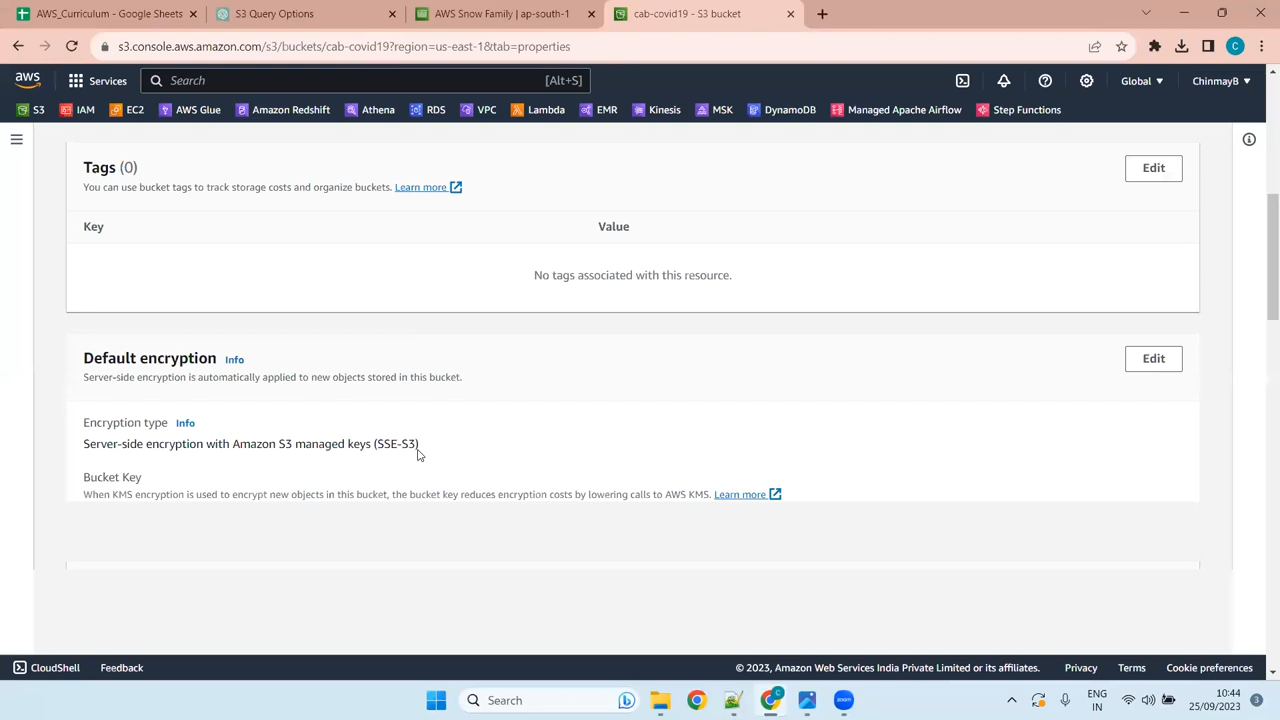 AWS_Curriculum - Google Sheets
S3 Query Options
AWS Snow Family | ap-south-1
cab-covid19 - S3 bucket
s3.console.aws.amazon.com/s3/buckets/cab-covid19?region=us-east-1&tab=properties
aws
Services
Search
[Alt+S]
Global
ChinmayB
S3
IAM
EC2
AWS Glue
Amazon Redshift
Athena
RDS
VPC
Lambda
EMR
Kinesis
MSK
DynamoDB
Managed Apache Airflow
Step Functions
Tags (0)
Edit
You can use bucket tags to track storage costs and organize buckets. Learn more
Key
Value
No tags associated with this resource.
Default encryption Info
Edit
Server-side encryption is automatically applied to new objects stored in this bucket.
Encryption type Info
Server-side encryption with Amazon S3 managed keys (SSE-S3)
Bucket Key
When KMS encryption is used to encrypt new objects in this bucket, the bucket key reduces encryption costs by lowering calls to AWS KMS. Learn more
CloudShell
Feedback
© 2023, Amazon Web Services India Private Limited or its affiliates.
Privacy
Terms
Cookie preferences
Search
ENG
IN
10:44
25/09/2023
3